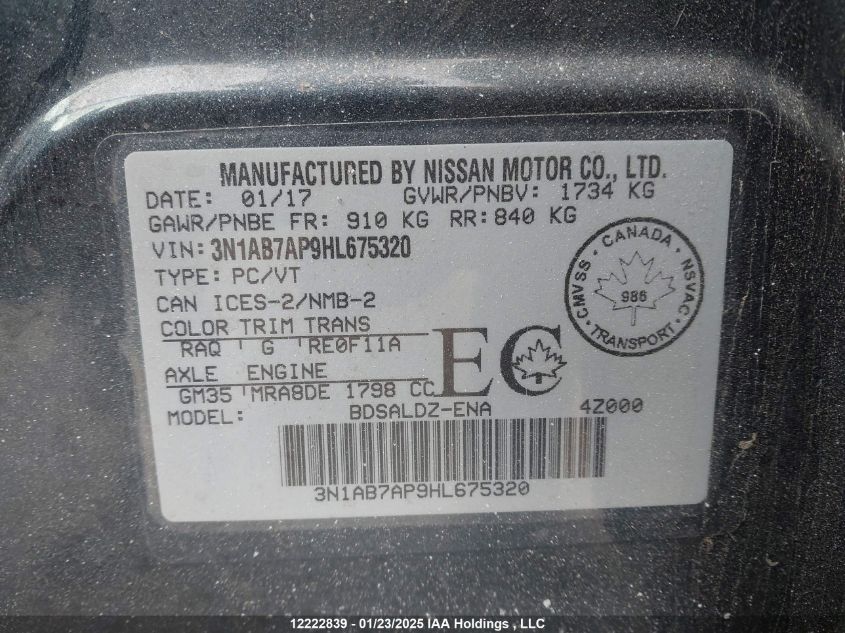 MANUFACTURED BY NISSAN MOTOR CO., LTD.
DATE: 01/17 GVWR/PNBV: 1734 KG
GAWR/PNBE FR: 910 KG RR: 840 KG
VIN: 3N1AB7AP9HL675320
TYPE: PC/VT
CAN ICES-2/NMB-2
COLOR TRIM TRANS
RAQ G RE0F11A
AXLE ENGINE
GM35 MRA8DE 1798 CC
EC
CANADA
CMVSS NSVAC
986
TRANSPORT
MODEL: BDSALDZ-ENA 4Z000
3N1AB7AP9HL675320
12222839 - 01/23/2025 IAA Holdings, LLC